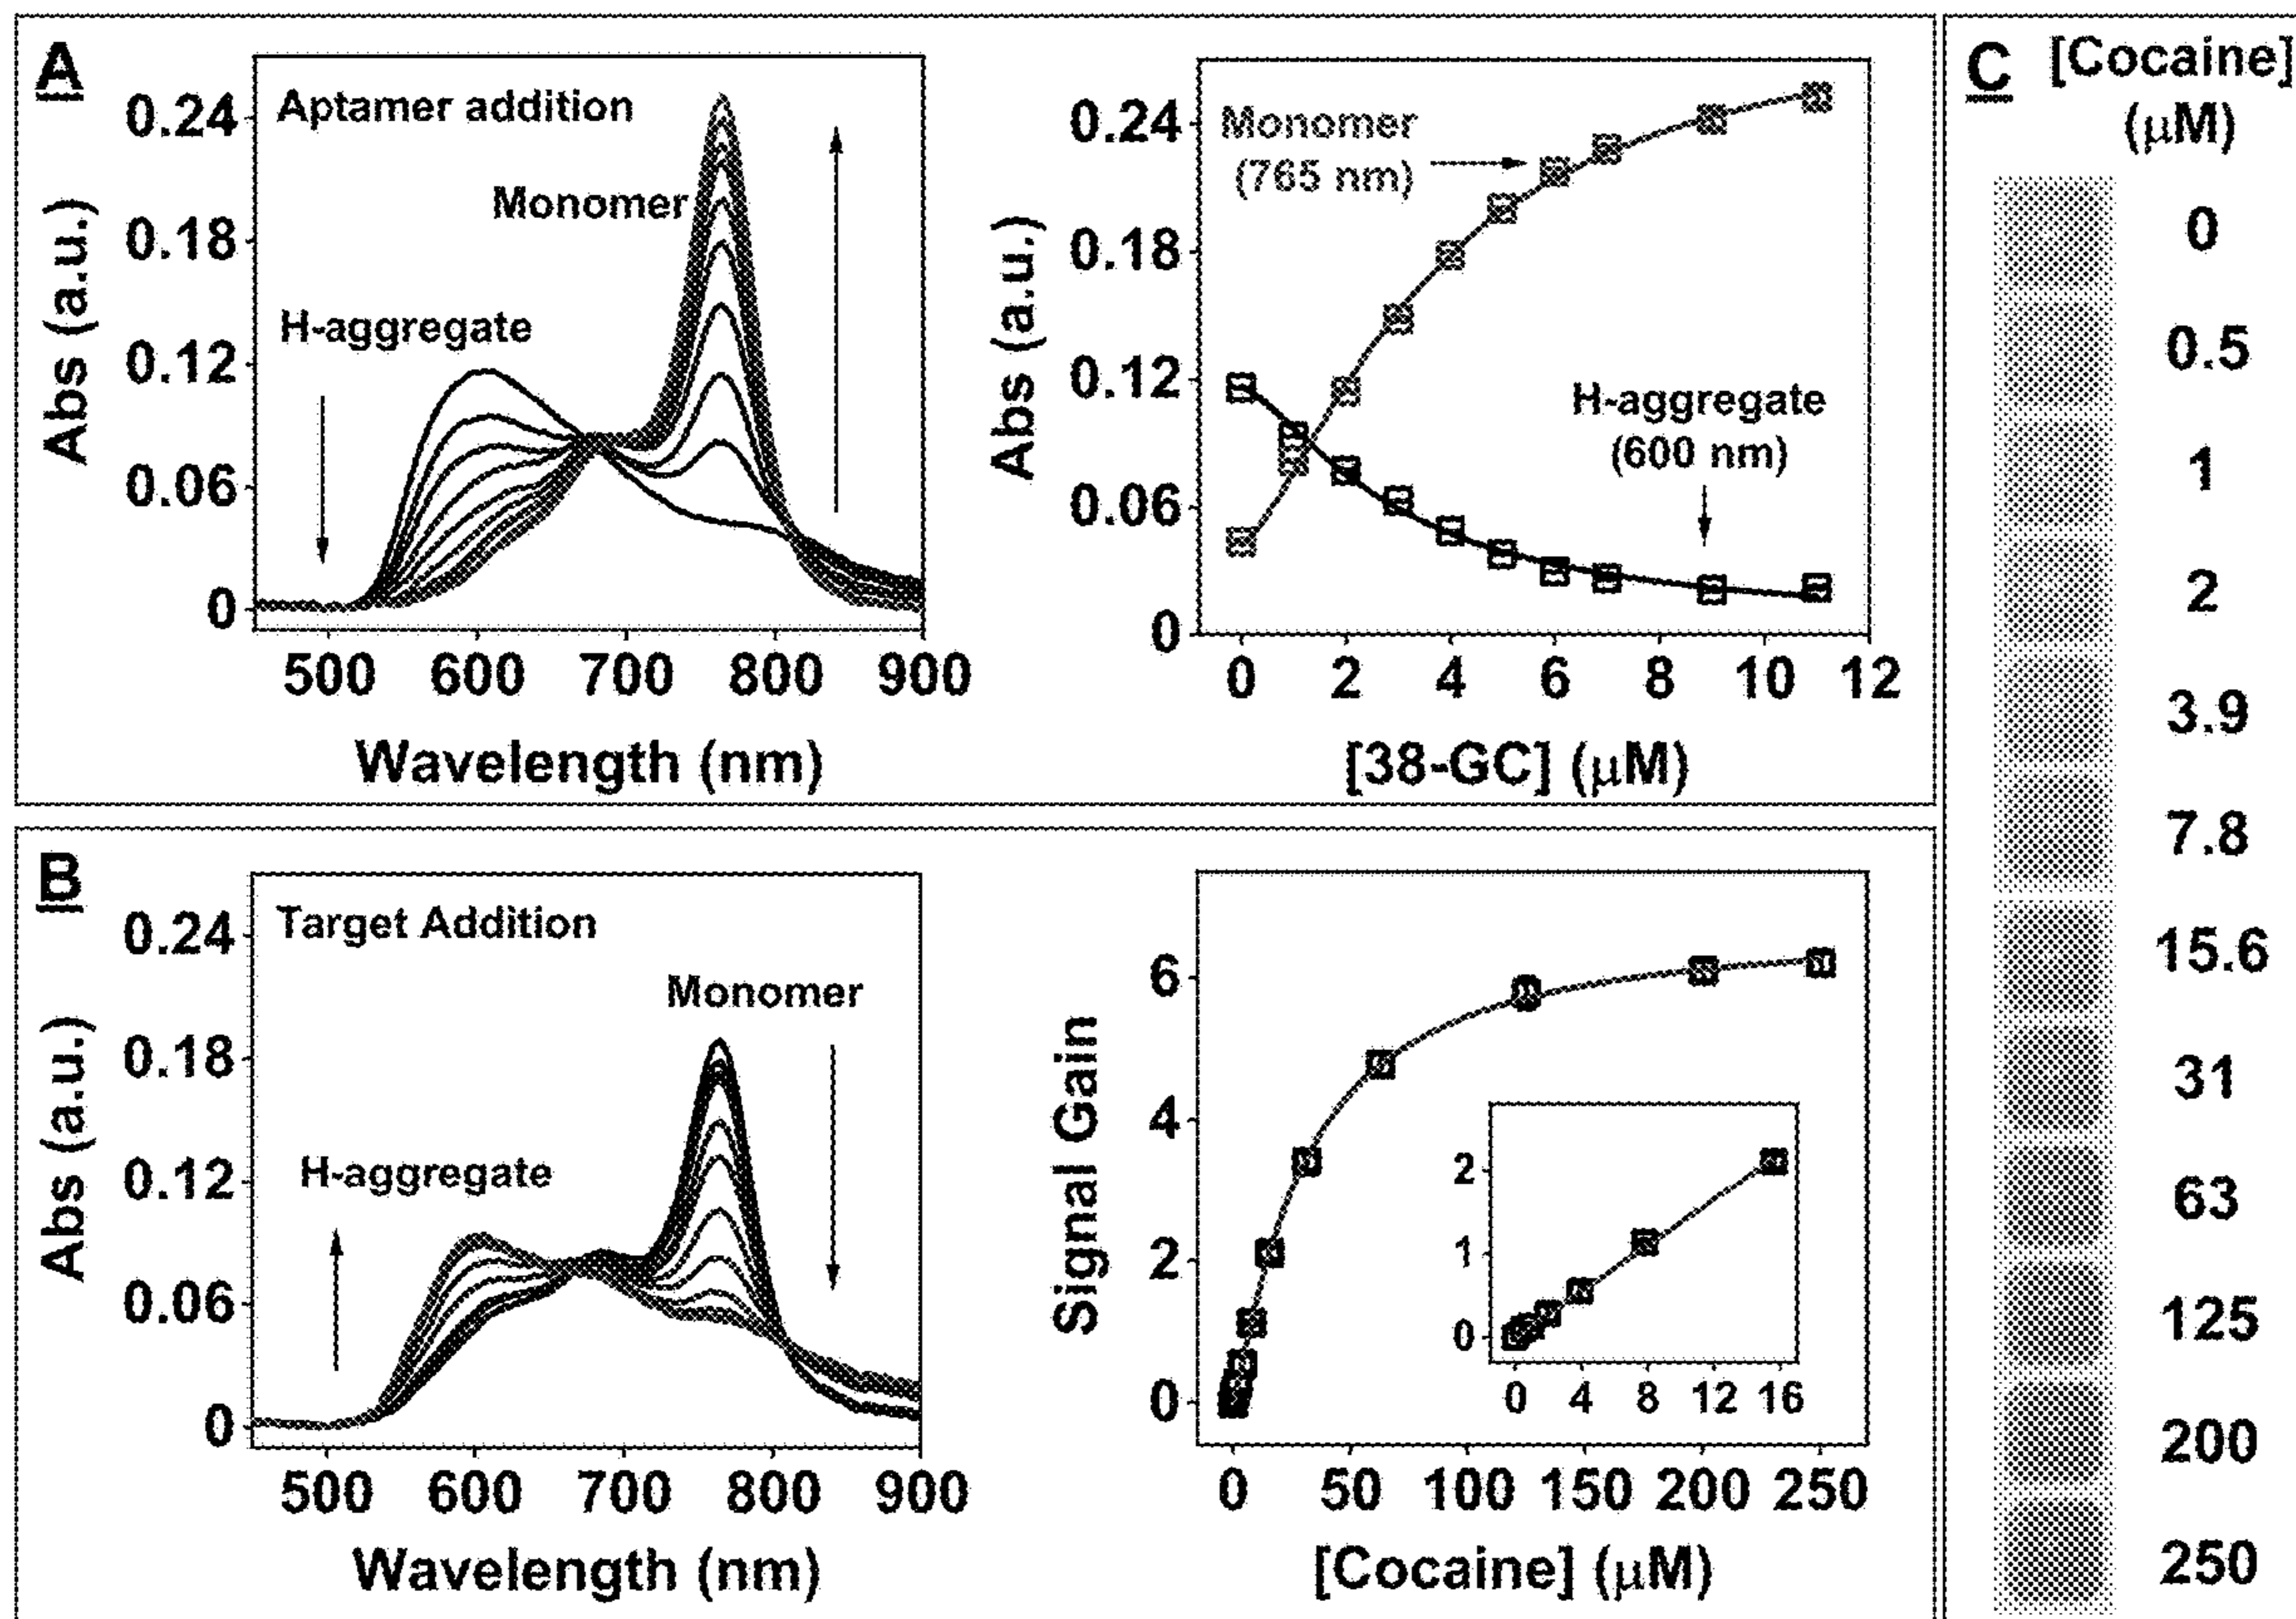 A
Aptamer addition
Monomer
H-aggregate
Abs (a.u.)
0.24
0.18
0.12
0.06
0
500 600 700 800 900
Wavelength (nm)
Monomer
(765 nm)
H-aggregate
(600 nm)
Abs (a.u.)
0.24
0.18
0.12
0.06
0
0 2 4 6 8 10 12
[38-GC] (μM)
B
Target Addition
Monomer
H-aggregate
Abs (a.u.)
0.24
0.18
0.12
0.06
0
500 600 700 800 900
Wavelength (nm)
Signal Gain
6
4
2
0
2
1
0
0 4 8 12 16
0 50 100 150 200 250
[Cocaine] (μM)
C [Cocaine]
(μM)
0
0.5
1
2
3.9
7.8
15.6
31
63
125
200
250